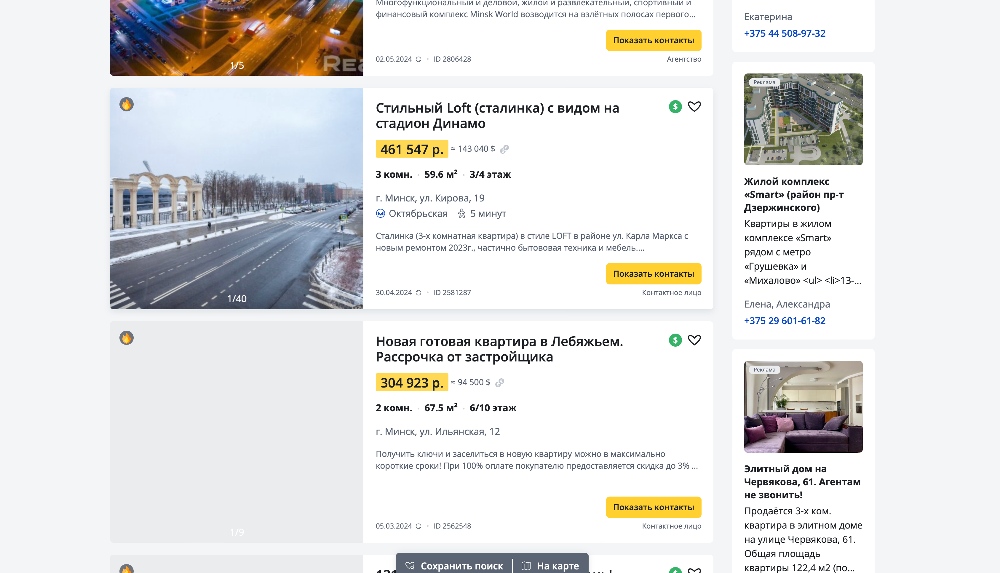 Многофункциональный и деловой, жилой и развлекательный, спортивный и
финансовый комплекс Minsk World возводится на взлётных полосах первого...
Показать контакты
02.05.2024 • ID 2806428
Агентство
1/5
Стильный Loft (сталинка) с видом на
стадион Динамо
461 547 р. ≈ 143 040 $
3 комн. • 59.6 м² • 3/4 этаж
г. Минск, ул. Кирова, 19
Октябрьская 5 минут
Сталинка (3-х комнатная квартира) в стиле LOFT в районе ул. Карла Маркса с
новым ремонтом 2023г., частично бытововая техника и мебель....
Показать контакты
30.04.2024 • ID 2581287
Контактное лицо
1/40
Новая готовая квартира в Лебяжьем.
Рассрочка от застройщика
304 923 р. ≈ 94 500 $
2 комн. • 67.5 м² • 6/10 этаж
г. Минск, ул. Ильянская, 12
Получить ключи и заселиться в новую квартиру можно в максимально
короткие сроки! При 100% оплате покупателю предоставляется скидка до 3% ...
Показать контакты
05.03.2024 • ID 2562548
Контактное лицо
1/9
Сохранить поиск
На карте
Екатерина
+375 44 508-97-32
Реклама
Жилой комплекс
«Smart» (район пр-т
Дзержинского)
Квартиры в жилом
комплексе «Smart»
рядом с метро
«Грушевка» и
«Михалово» <ul> <li>13-...
Елена, Александра
+375 29 601-61-82
Реклама
Элитный дом на
Червякова, 61. Агентам
не звонить!
Продаётся 3-х ком.
квартира в элитном доме
на улице Червякова, 61.
Общая площадь
квартиры 122,4 м2 (по...